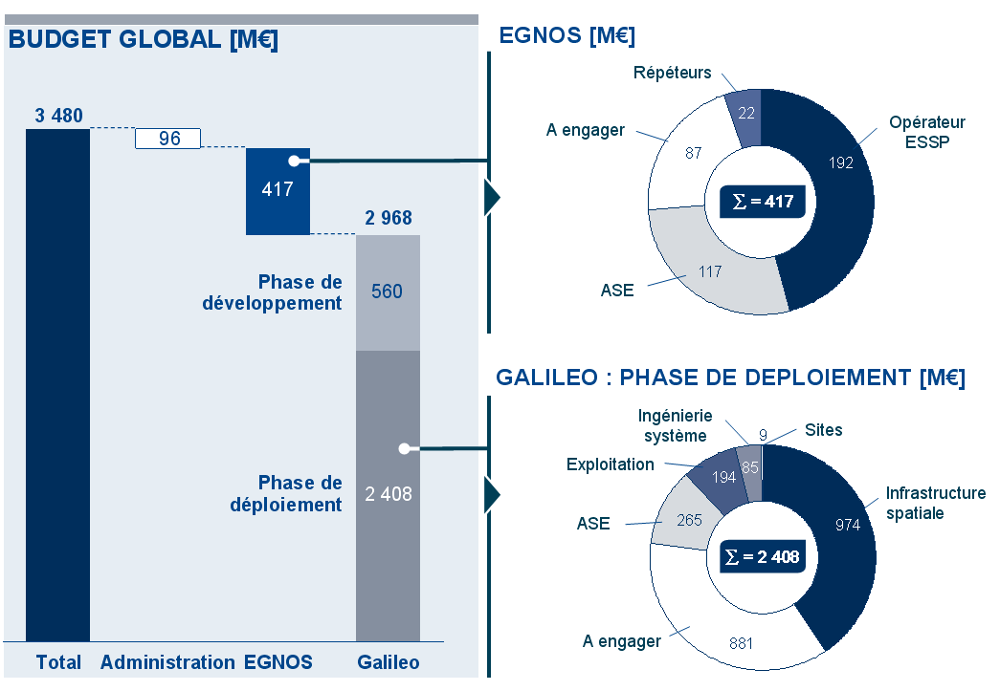 BUDGET GLOBAL [M€]
3 480
96
417
2 968
Phase de
développement
560
Phase de
déploiement
2 408
Total
Administration
EGNOS
Galileo
EGNOS [M€]
Répéteurs
22
A engager
87
Opérateur
ESSP
192
Σ = 417
117
ASE
GALILEO : PHASE DE DEPLOIEMENT [M€]
Ingénierie
système
9
Sites
Exploitation
194
85
Infrastructure
spatiale
974
ASE
265
Σ = 2 408
A engager
881